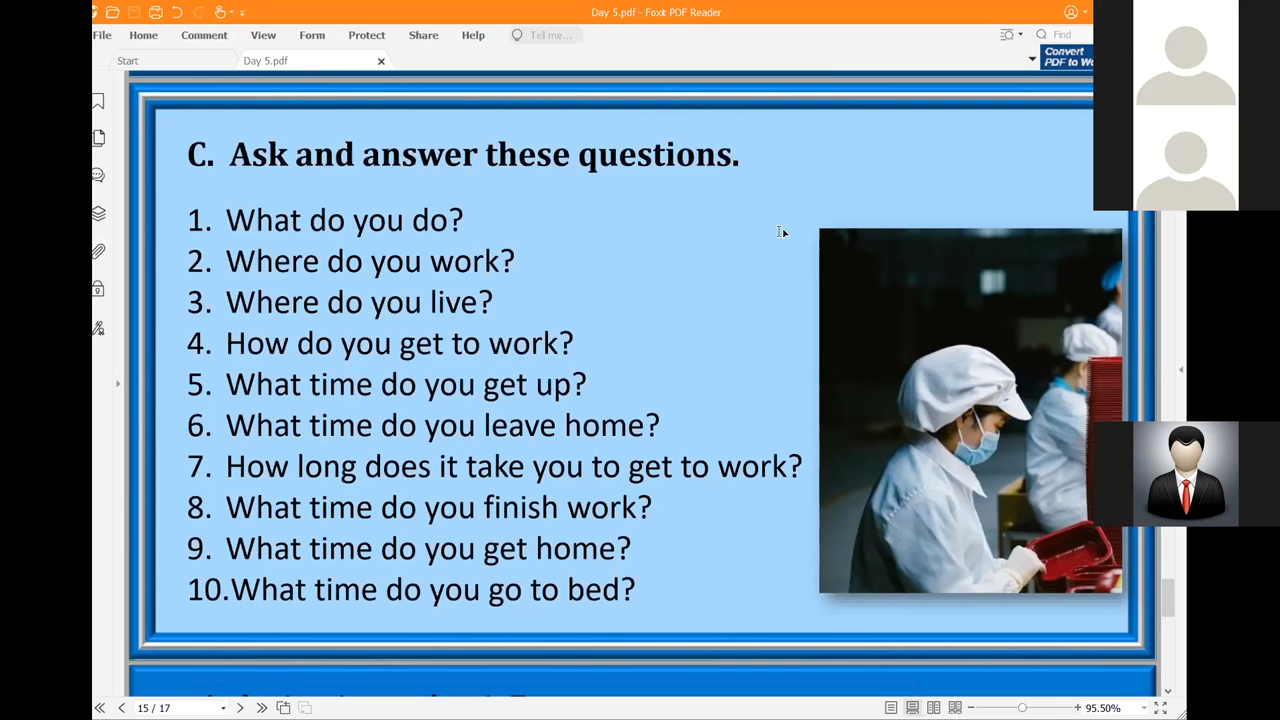 Day 5.pdf - Foxit PDF Reader
File Home Comment View Form Protect Share Help Tell me... Find
Start Day 5.pdf
Convert
PDF to Wo
C. Ask and answer these questions.
1. What do you do?
2. Where do you work?
3. Where do you live?
4. How do you get to work?
5. What time do you get up?
6. What time do you leave home?
7. How long does it take you to get to work?
8. What time do you finish work?
9. What time do you get home?
10.What time do you go to bed?
15 / 17 95.50%